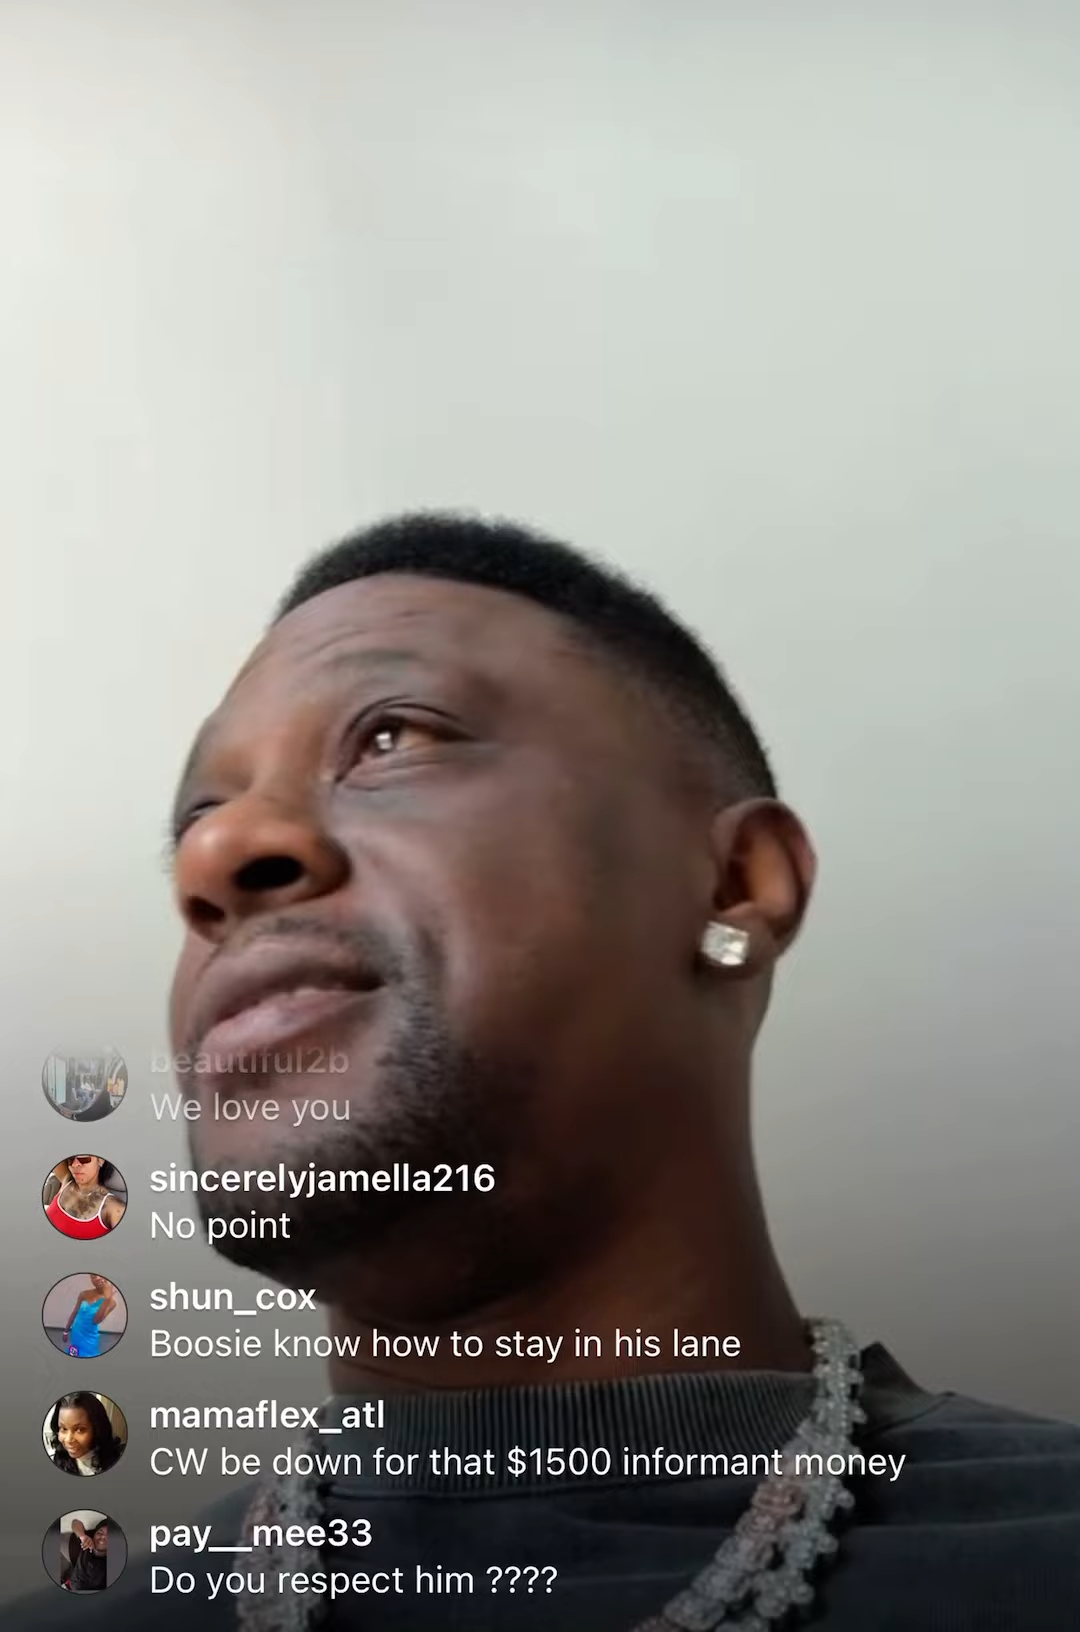 beautiful2b
We love you
sincerelyjamella216
No point
shun_cox
Boosie know how to stay in his lane
mamaflex_atl
CW be down for that $1500 informant money
pay__mee33
Do you respect him ????